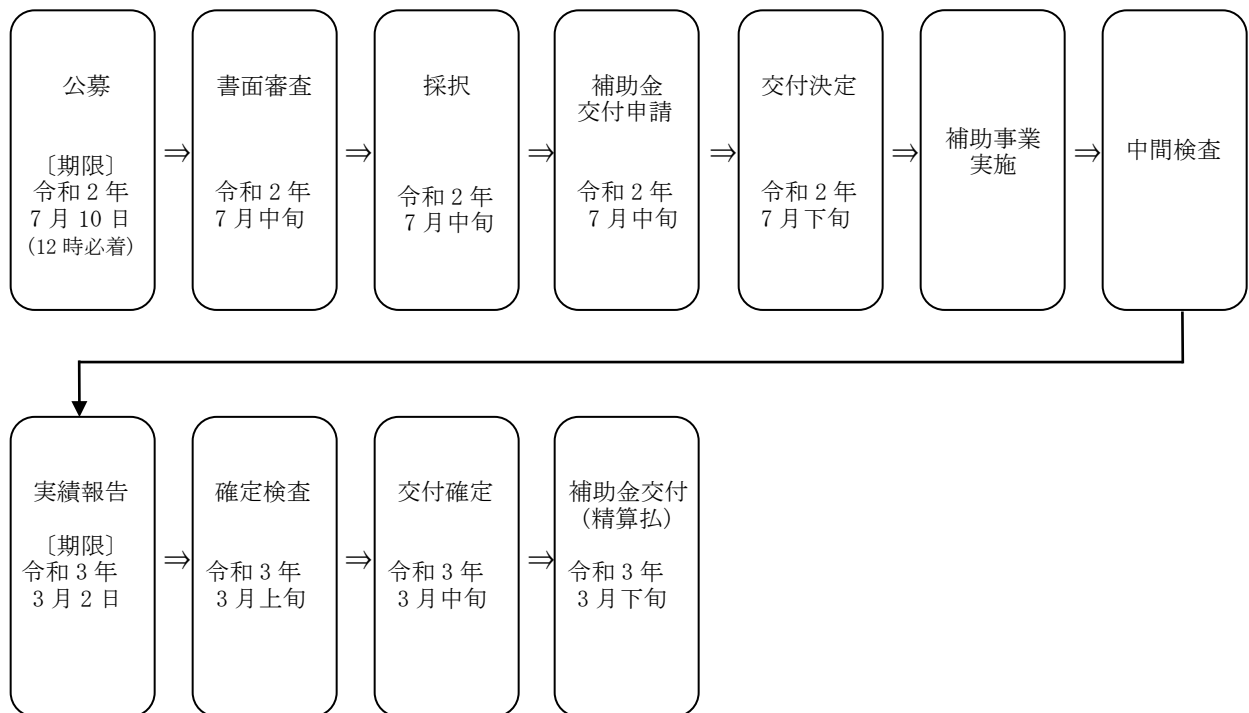 公募
〔期限〕
令和 2 年
7 月 10 日
(12 時必着)
⇒
書面審査
令和 2 年
7 月中旬
⇒
採択
令和 2 年
7 月中旬
⇒
補助金
交付申請
令和 2 年
7 月中旬
⇒
交付決定
令和 2 年
7 月下旬
⇒
補助事業
実施
⇒
中間検査
実績報告
〔期限〕
令和 3 年
3 月 2 日
⇒
確定検査
令和 3 年
3 月上旬
⇒
交付確定
令和 3 年
3 月中旬
⇒
補助金交付
(精算払)
令和 3 年
3 月下旬